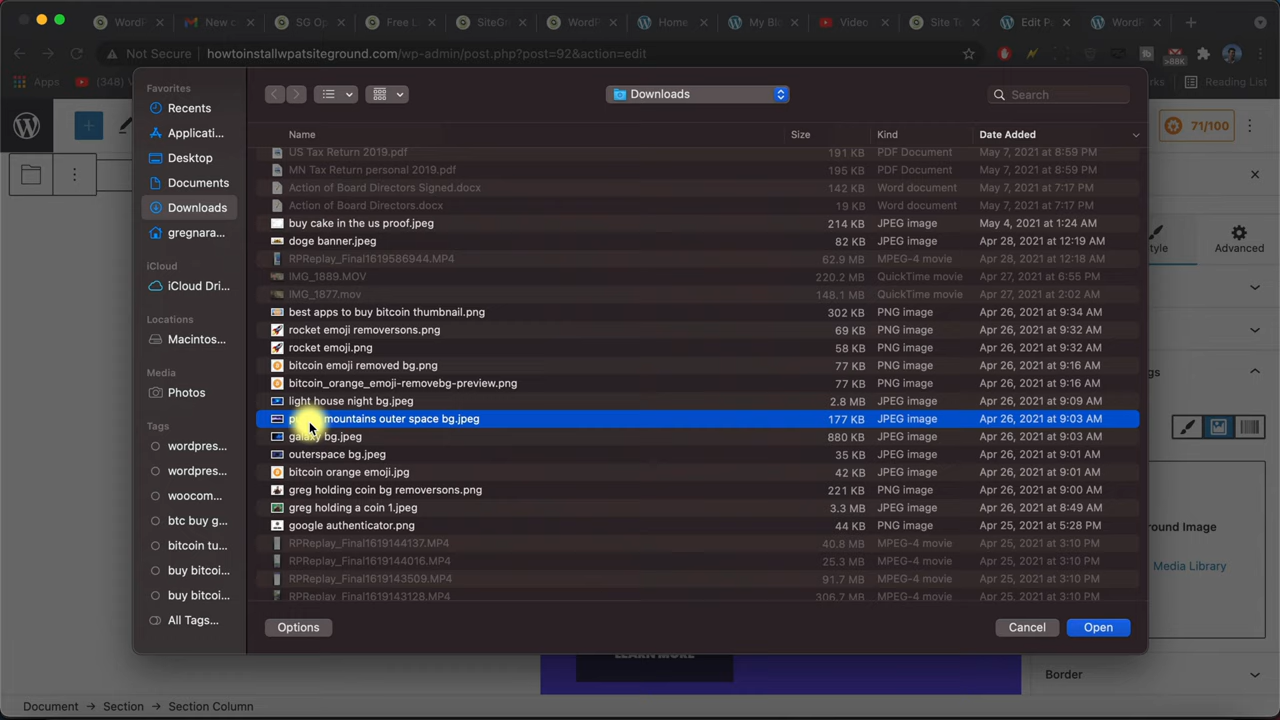 WordP
New c
SG Op
Free L
SiteGr
WordP
Home
My Bl
Video
Site T
Edit P
WordP
Not Secure
howtoinstallwpatsiteground.com/wp-admin/post.php?post=92&action=edit
>88K
Apps
(348)
Reading List
Favorites
Recents
Applicati...
Desktop
Documents
Downloads
gregnara...
iCloud
iCloud Dri...
Locations
Macintos...
Media
Photos
Tags
wordpres...
wordpres...
woocom...
btc buy g...
bitcoin tu...
buy bitcoi...
buy bitcoi...
All Tags...
Downloads
Search
Name Size Kind Date Added
US Tax Return 2019.pdf 191 KB PDF Document May 7, 2021 at 8:59 PM
MN Tax Return personal 2019.pdf 195 KB PDF Document May 7, 2021 at 8:59 PM
Action of Board Directors Signed.docx 142 KB Word document May 7, 2021 at 7:17 PM
Action of Board Directors.docx 19 KB Word document May 7, 2021 at 7:17 PM
buy cake in the us proof.jpeg 214 KB JPEG image May 4, 2021 at 1:24 AM
doge banner.jpeg 82 KB JPEG image Apr 28, 2021 at 12:19 AM
RPReplay_Final1619586944.MP4 62.9 MB MPEG-4 movie Apr 28, 2021 at 12:18 AM
IMG_1889.MOV 220.2 MB QuickTime movie Apr 27, 2021 at 6:55 PM
IMG_1877.mov 148.1 MB QuickTime movie Apr 27, 2021 at 2:02 AM
best apps to buy bitcoin thumbnail.png 302 KB PNG image Apr 26, 2021 at 9:34 AM
rocket emoji removersons.png 69 KB PNG image Apr 26, 2021 at 9:32 AM
rocket emoji.png 58 KB PNG image Apr 26, 2021 at 9:32 AM
bitcoin emoji removed bg.png 77 KB PNG image Apr 26, 2021 at 9:16 AM
bitcoin_orange_emoji-removebg-preview.png 77 KB PNG image Apr 26, 2021 at 9:16 AM
light house night bg.jpeg 2.8 MB JPEG image Apr 26, 2021 at 9:03 AM
mountains outer space bg.jpeg 177 KB JPEG image Apr 26, 2021 at 9:03 AM
galaxy bg.jpeg 880 KB JPEG image Apr 26, 2021 at 9:03 AM
outerspace bg.jpeg 35 KB JPEG image Apr 26, 2021 at 9:01 AM
bitcoin orange emoji.jpg 42 KB JPEG image Apr 26, 2021 at 9:01 AM
greg holding coin bg removersons.png 221 KB PNG image Apr 26, 2021 at 9:00 AM
greg holding a coin 1.jpeg 3.3 MB JPEG image Apr 26, 2021 at 8:49 AM
google authenticator.png 44 KB PNG image Apr 25, 2021 at 5:28 PM
RPReplay_Final1619144137.MP4 40.8 MB MPEG-4 movie Apr 25, 2021 at 3:10 PM
RPReplay_Final1619144016.MP4 25.3 MB MPEG-4 movie Apr 25, 2021 at 3:10 PM
RPReplay_Final1619143509.MP4 91.7 MB MPEG-4 movie Apr 25, 2021 at 3:10 PM
RPReplay_Final1619143128.MP4 306.7 MB MPEG-4 movie Apr 25, 2021 at 3:10 PM
Options
Cancel
Open
71/100
Advanced
Media Library
Border
LEARN MORE
Document → Section → Section Column